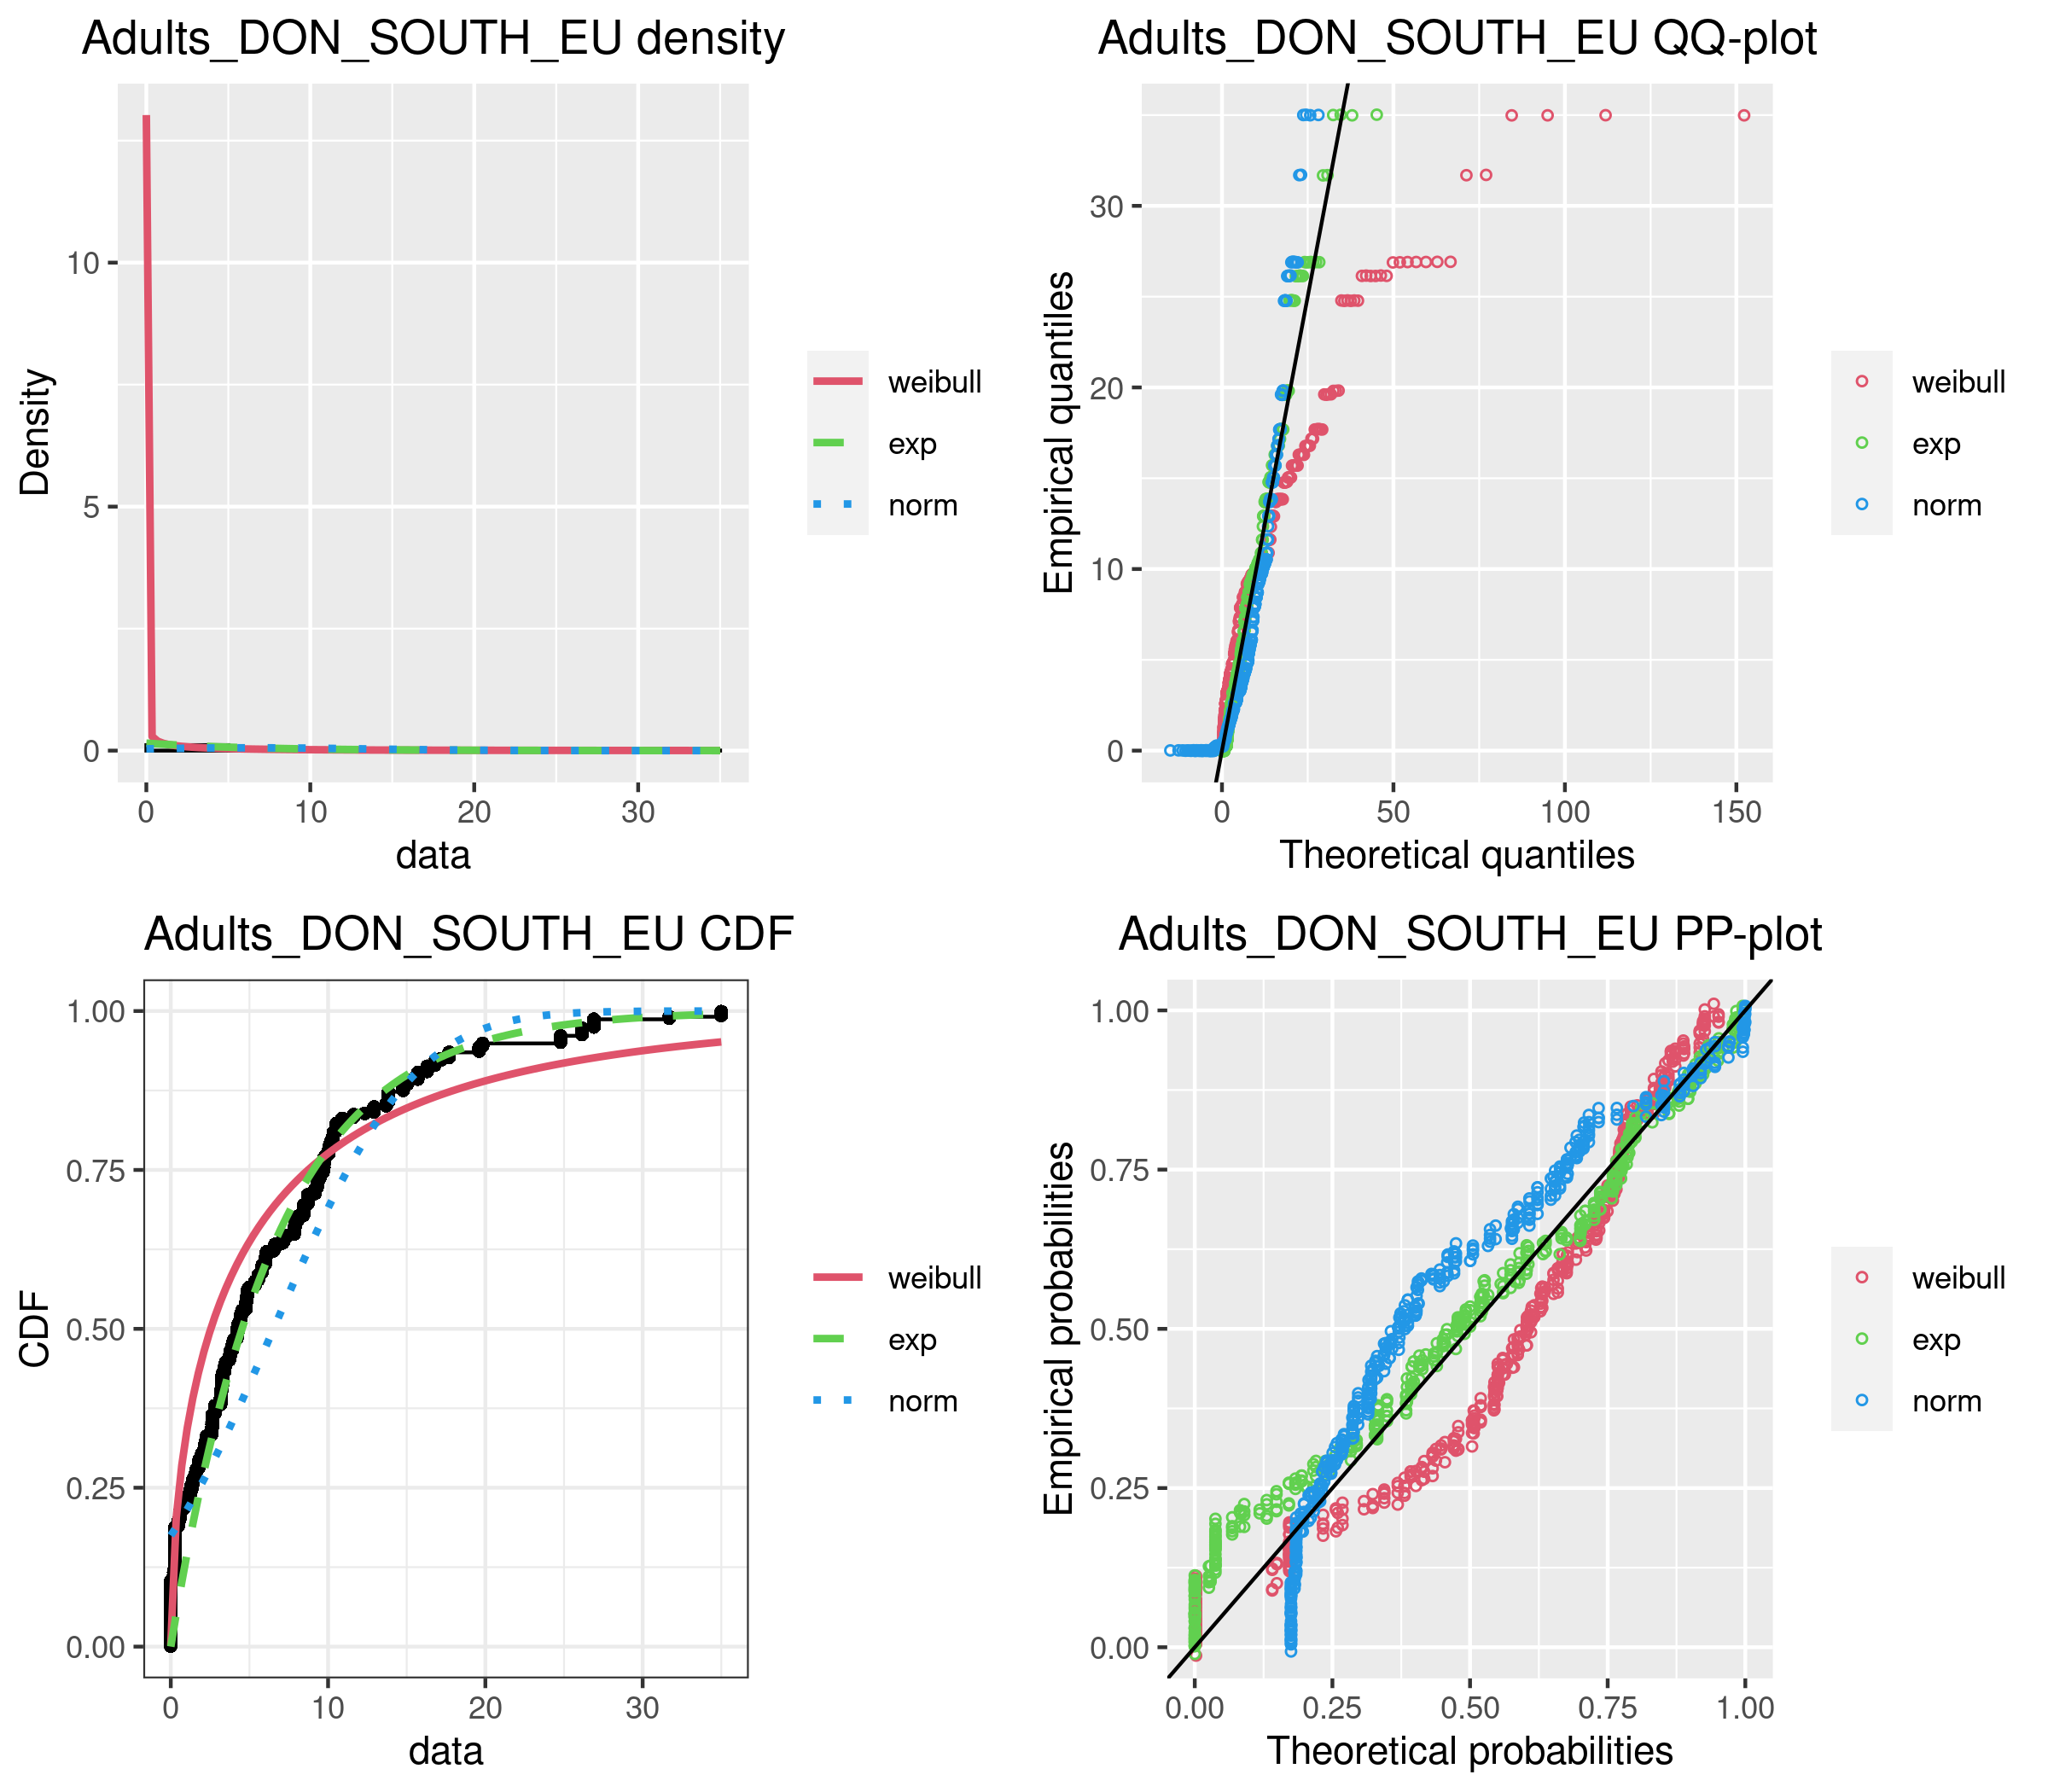 Adults_DON_SOUTH_EU density
Density
10
5
0
0 10 20 30
data
weibull
exp
norm
Adults_DON_SOUTH_EU QQ-plot
Empirical quantiles
30
20
10
0
0 50 100 150
Theoretical quantiles
weibull
exp
norm
Adults_DON_SOUTH_EU CDF
CDF
1.00
0.75
0.50
0.25
0.00
0 10 20 30
data
weibull
exp
norm
Adults_DON_SOUTH_EU PP-plot
Empirical probabilities
1.00
0.75
0.50
0.25
0.00
0.00 0.25 0.50 0.75 1.00
Theoretical probabilities
weibull
exp
norm